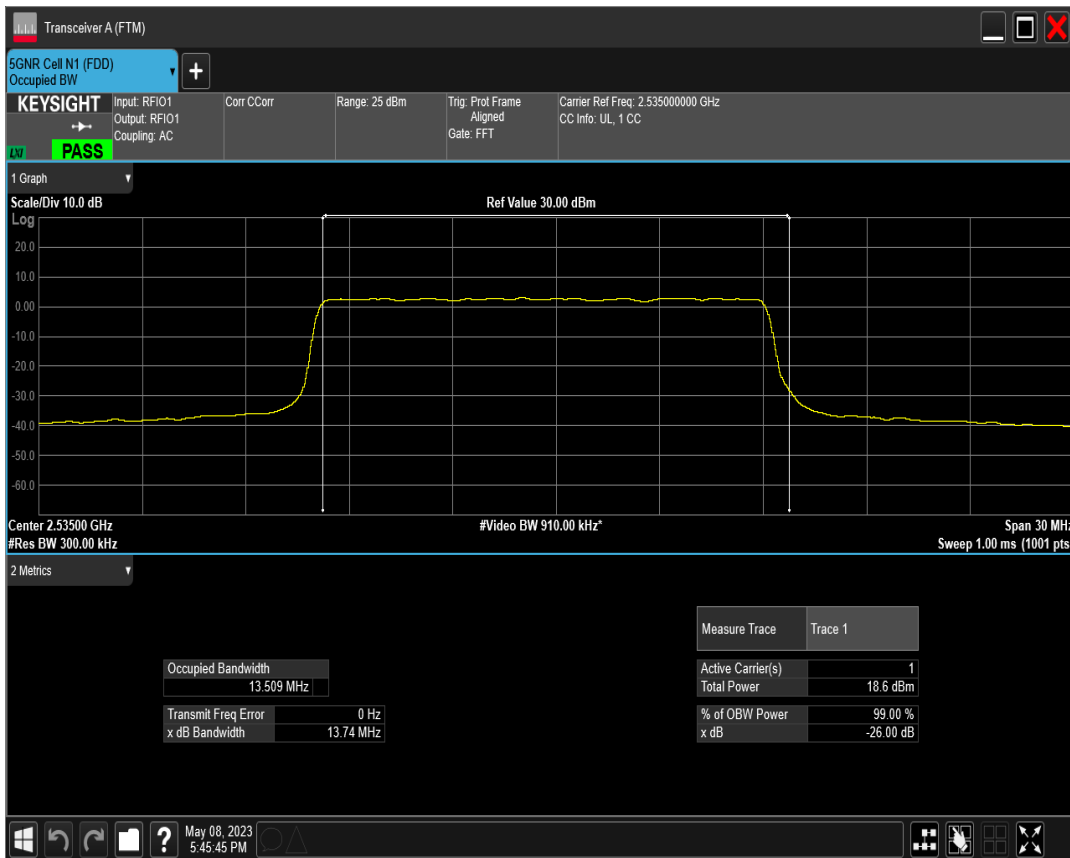 Transceiver A (FTM)
5GNR Cell N1 (FDD)
Occupied BW
KEYSIGHT
LXI
PASS
Input: RFIO1
Output: RFIO1
Coupling: AC
Corr CCorr
Range: 25 dBm
Trig: Prot Frame
Aligned
Gate: FFT
Carrier Ref Freq: 2.535000000 GHz
CC Info: UL, 1 CC
1 Graph
Scale/Div 10.0 dB
Ref Value 30.00 dBm
Log
20.0
10.0
0.00
-10.0
-20.0
-30.0
-40.0
-50.0
-60.0
Center 2.53500 GHz
#Video BW 910.00 kHz*
Span 30 MHz
#Res BW 300.00 kHz
Sweep 1.00 ms (1001 pts
2 Metrics
Measure Trace Trace 1
Occupied Bandwidth
13.509 MHz
Active Carrier(s) 1
Total Power 18.6 dBm
Transmit Freq Error 0 Hz
x dB Bandwidth 13.74 MHz
% of OBW Power 99.00 %
x dB -26.00 dB
?
May 08, 2023
5:45:45 PM